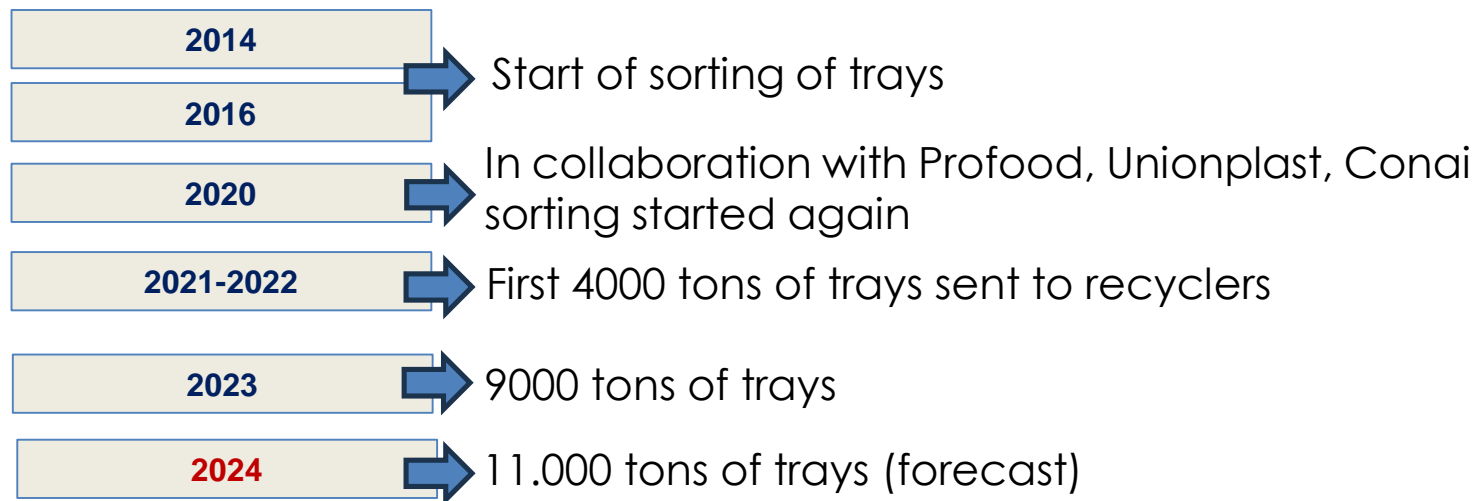 2014
Start of sorting of trays
2016
In collaboration with Profood, Unionplast, Conai
2020
sorting started again
2021-2022
First 4000 tons of trays sent to recyclers
2023
9000 tons of trays
2024
11.000 tons of trays (forecast)